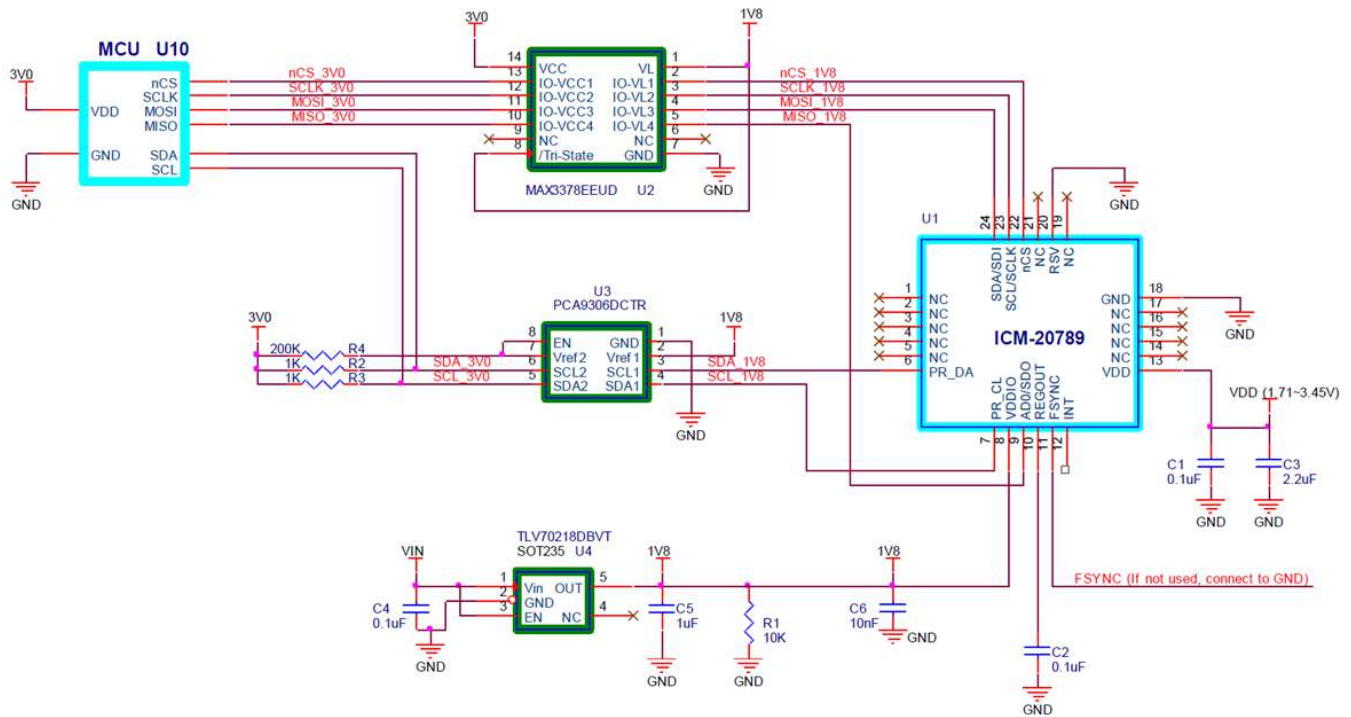 MCU U10
3V0
VDD
GND
GND
nCS
SCLK
MOSI
MISO
SDA
SCL
nCS_3V0
SCLK_3V0
MOSI_3V0
MISO_3V0
3V0
14
13
12
11
10
9
8
VCC
IO-VCC1
IO-VCC2
IO-VCC3
IO-VCC4
NC
/Tri-State
VL
IO-VL1
IO-VL2
IO-VL3
IO-VL4
NC
GND
1
2
3
4
5
6
7
MAX3378EEUD U2
GND
1V8
nCS_1V8
SCLK_1V8
MOSI_1V8
MISO_1V8
GND
U3
PCA9306DCTR
3V0
200K R4
1K R2
1K R3
SDA_3V0
SCL_3V0
8
7
6
5
EN
Vref2
SCL2
SDA2
GND
Vref1
SCL1
SDA1
1
2
3
4
1V8
SDA_1V8
SCL_1V8
GND
U1
24
23
22
21
20
19
SDA/SDI
SCL/SCLK
nCS
NC
RSV
NC
1
2
3
4
5
6
NC
NC
NC
NC
NC
PR_DA
ICM-20789
GND
NC
NC
NC
NC
VDD
18
17
16
15
14
13
GND
PR_CL
VDDIO
AD0/SDO
REGOUT
FSYNC
INT
7
8
9
10
11
12
VDD (1.71~3.45V)
C1
0.1uF
GND
C3
2.2uF
GND
TLV70218DBVT
SOT235 U4
VIN
C4
0.1uF
GND
1
2
3
Vin
GND
EN
OUT
NC
5
4
1V8
C5
1uF
GND
R1
10K
GND
1V8
C6
10nF
GND
FSYNC (If not used, connect to GND)
C2
0.1uF
GND